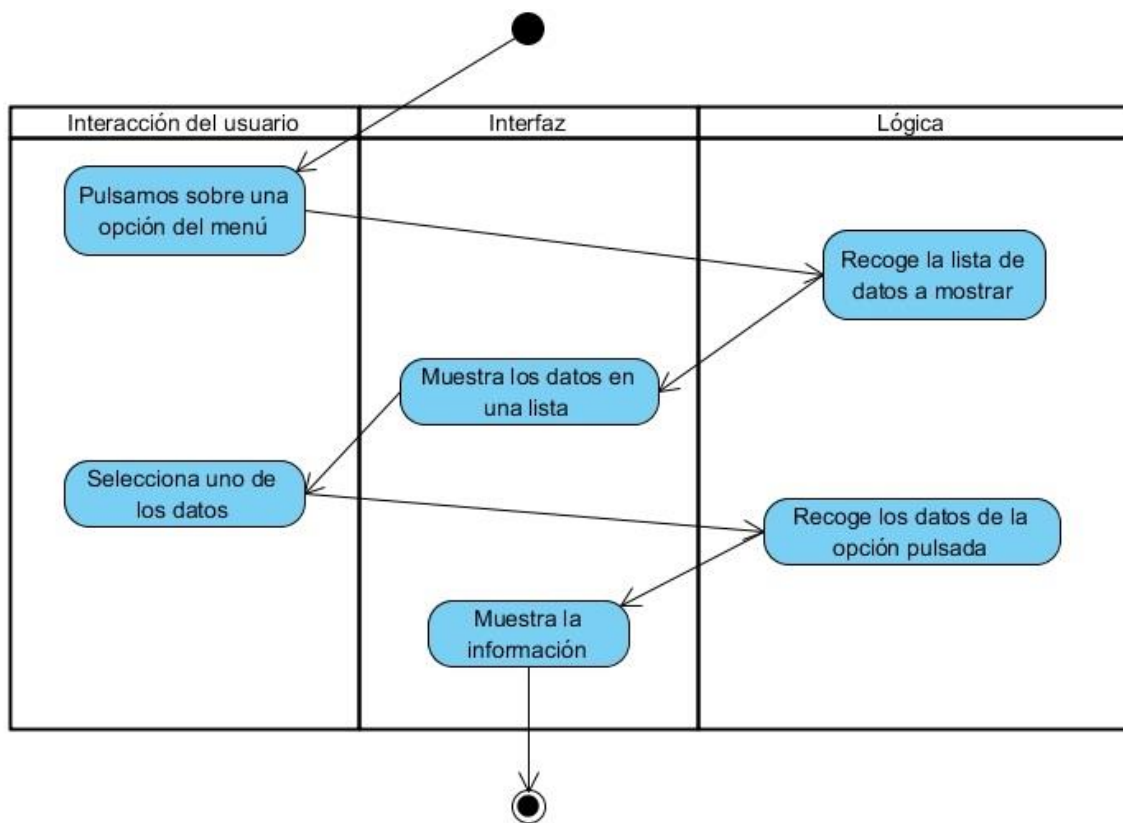 Interacción del usuario
Interfaz
Lógica
Pulsamos sobre una
opción del menú
Recoge la lista de
datos a mostrar
Muestra los datos en
una lista
Selecciona uno de
los datos
Recoge los datos de la
opción pulsada
Muestra la
información